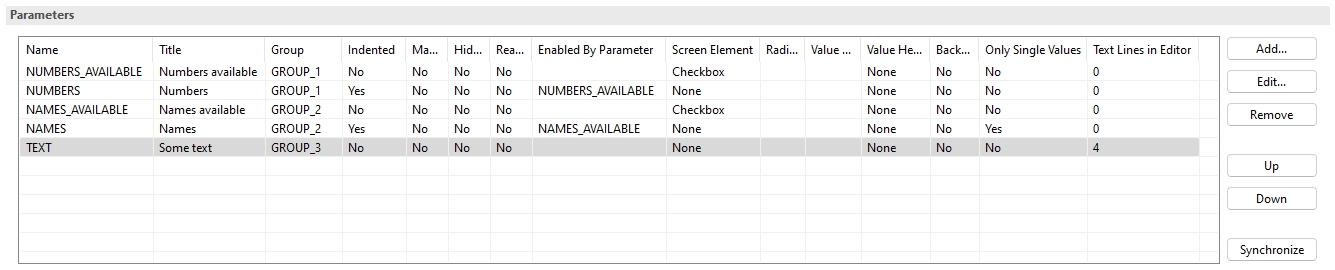 Parameters
Name Title Group Indented Ma... Hid... Rea... Enabled By Parameter Screen Element Radi... Value ... Value He... Back... Only Single Values Text Lines in Editor
NUMBERS_AVAILABLE Numbers available GROUP_1 No No No No Checkbox None No No 0
NUMBERS Numbers GROUP_1 Yes No No No NUMBERS_AVAILABLE None None No No 0
NAMES_AVAILABLE Names available GROUP_2 No No No No Checkbox None No No 0
NAMES Names GROUP_2 Yes No No No NAMES_AVAILABLE None None No Yes 0
TEXT Some text GROUP_3 No No No No None None No No 4
Add...
Edit...
Remove
Up
Down
Synchronize